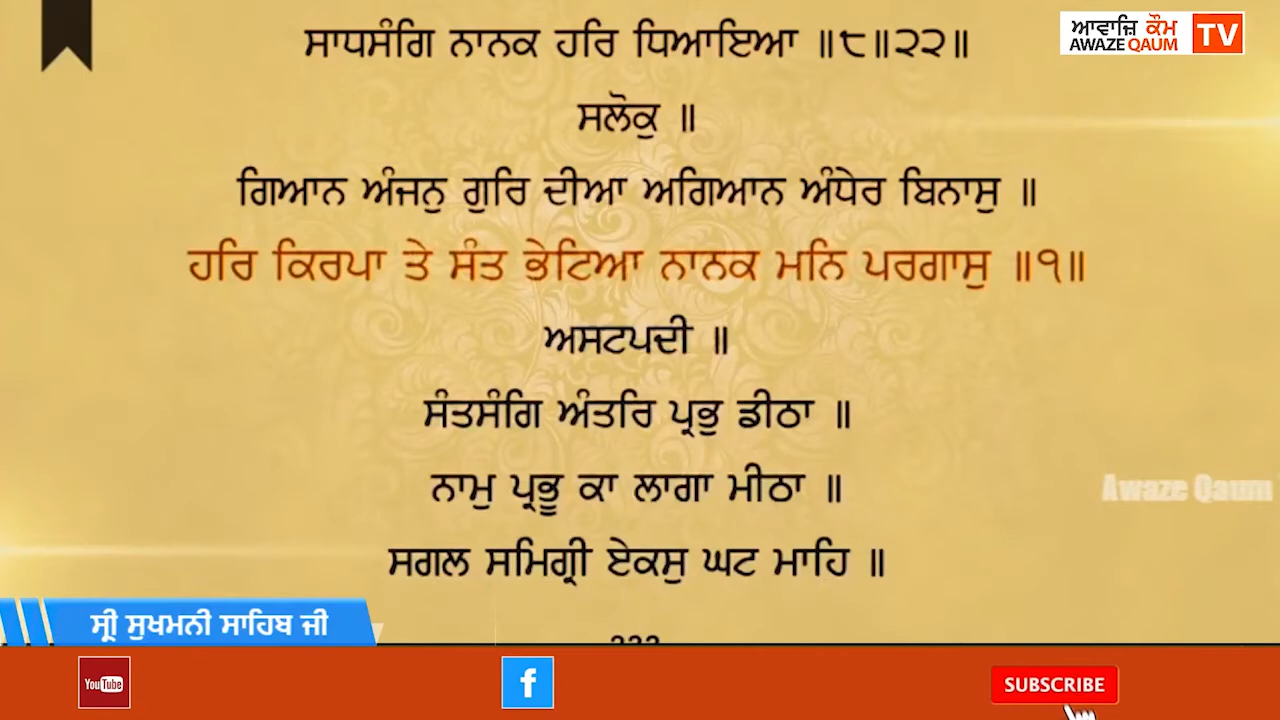 ਸਾਧਸੰਗਿ ਨਾਨਕ ਹਰਿ ਧਿਆਇਆ ॥੮॥੨੨॥
ਆਵਾਜ਼ਿ ਕੌਮ
AWAZE QAUM
TV
ਸਲੋਕੁ ॥
ਗਿਆਨ ਅੰਜਨੁ ਗੁਰਿ ਦੀਆ ਅਗਿਆਨ ਅੰਧੇਰ ਬਿਨਾਸੁ ॥
ਹਰਿ ਕਿਰਪਾ ਤੇ ਸੰਤ ਭੇਟਿਆ ਨਾਨਕ ਮਨਿ ਪਰਗਾਸੁ ॥੧॥
ਅਸਟਪਦੀ ॥
ਸੰਤਸੰਗਿ ਅੰਤਰਿ ਪ੍ਰਭੁ ਡੀਠਾ ॥
ਨਾਮੁ ਪ੍ਰਭੂ ਕਾ ਲਾਗਾ ਮੀਠਾ ॥
Awaze Qaum
ਸਗਲ ਸਮਿਗ੍ਰੀ ਏਕਸੁ ਘਟ ਮਾਹਿ ॥
ਸ੍ਰੀ ਸੁਖਮਨੀ ਸਾਹਿਬ ਜੀ
YouTube
f
SUBSCRIBE